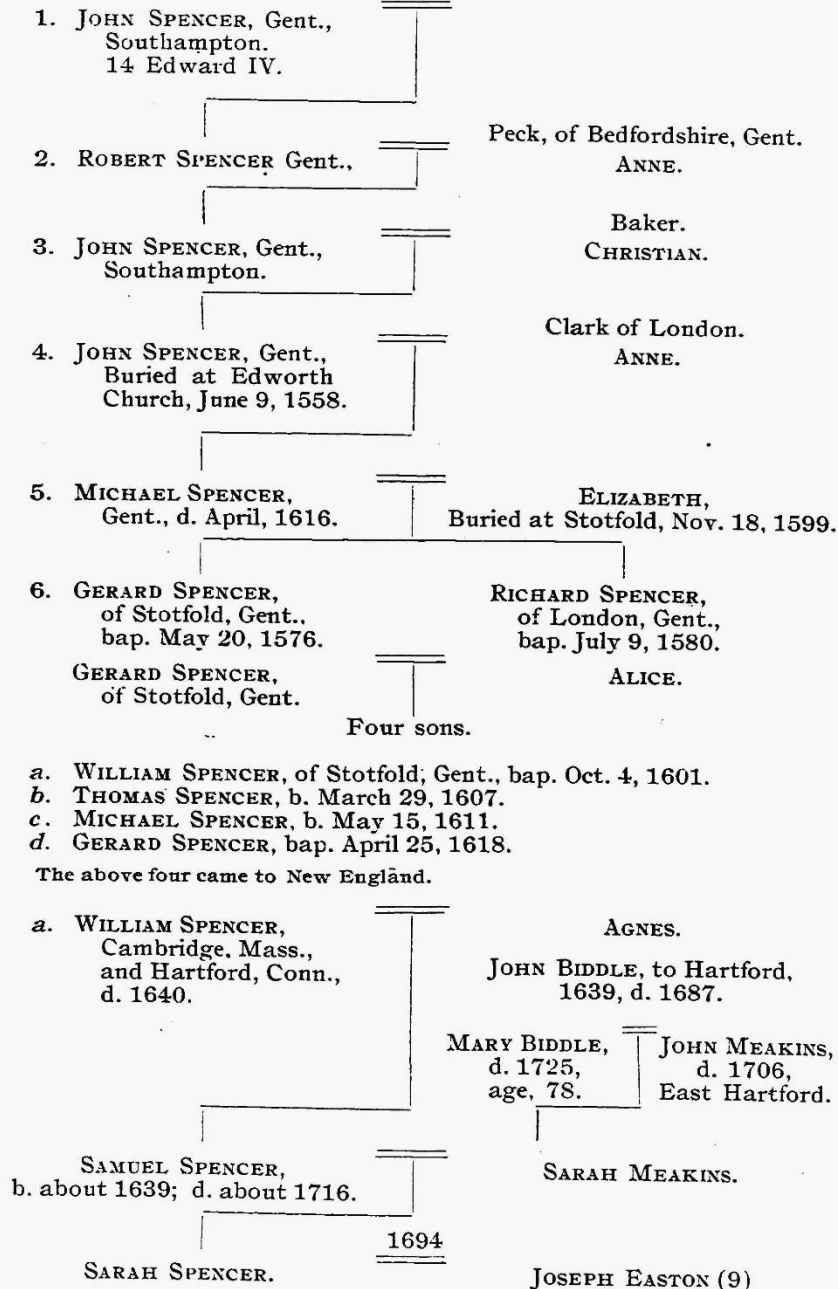 1. JOHN SPENCER, Gent.,
Southampton.
14 Edward IV.
Peck, of Bedfordshire, Gent.
2. ROBERT SPENCER Gent., ANNE.
Baker.
3. JOHN SPENCER, Gent., CHRISTIAN.
Southampton.
Clark of London.
4. JOHN SPENCER, Gent., ANNE.
Buried at Edworth
Church, June 9, 1558.
5. MICHAEL SPENCER, ELIZABETH,
Gent., d. April, 1616. Buried at Stotfold, Nov. 18, 1599.
6. GERARD SPENCER, RICHARD SPENCER,
of Stotfold, Gent., of London, Gent.,
bap. May 20, 1576. bap. July 9, 1580.
GERARD SPENCER, ALICE.
of Stotfold, Gent.
Four sons.
a. WILLIAM SPENCER, of Stotfold, Gent., bap. Oct. 4, 1601.
b. THOMAS SPENCER, b. March 29, 1607.
c. MICHAEL SPENCER, b. May 15, 1611.
d. GERARD SPENCER, bap. April 25, 1618.
The above four came to New England.
a. WILLIAM SPENCER, AGNES.
Cambridge, Mass.,
and Hartford, Conn.,
d. 1640.
JOHN BIDDLE, to Hartford,
1639, d. 1687.
MARY BIDDLE, JOHN MEAKINS,
d. 1725, d. 1706,
age, 78. East Hartford.
SAMUEL SPENCER, SARAH MEAKINS.
b. about 1639; d. about 1716.
1694
SARAH SPENCER. JOSEPH EASTON (9)